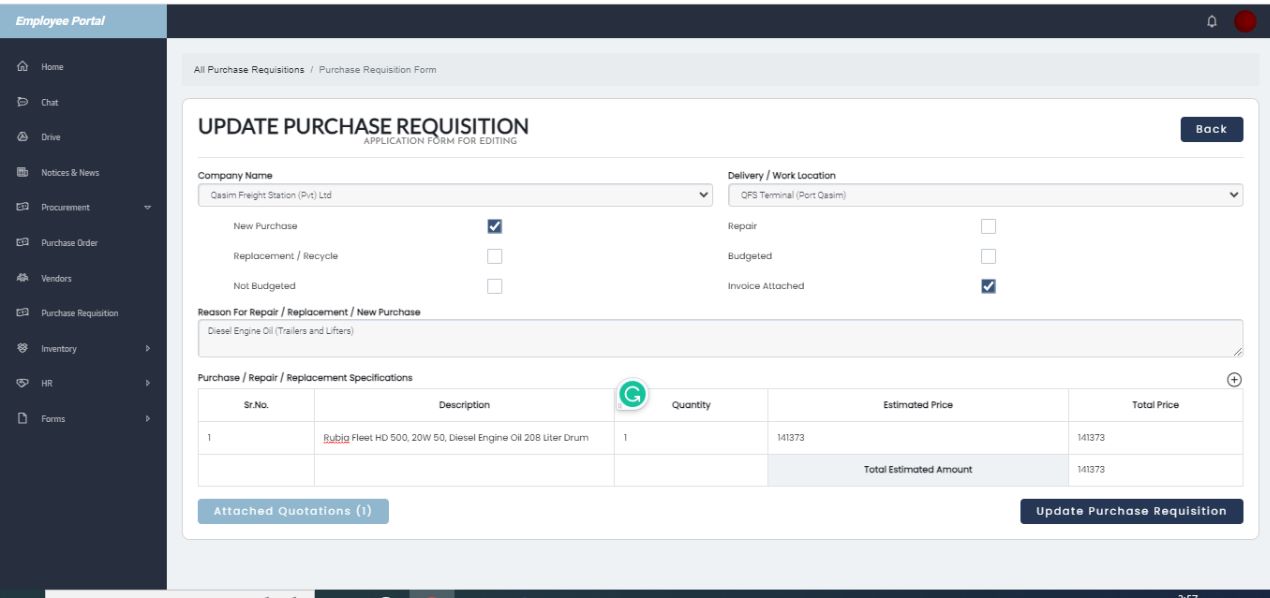 Employee Portal
Home
Chat
Drive
Notices & News
Procurement
Purchase Order
Vendors
Purchase Requisition
Inventory
HR
Forms
All Purchase Requisitions / Purchase Requisition Form
UPDATE PURCHASE REQUISITION
APPLICATION FORM FOR EDITING
Back
Company Name Delivery / Work Location
Qasim Freight Station (Pvt) Ltd QFS Terminal (Port Qasim)
New Purchase Repair
Replacement / Recycle Budgeted
Not Budgeted Invoice Attached
Reason For Repair / Replacement / New Purchase
Diesel Engine Oil (Trailers and Lifters)
Purchase / Repair / Replacement Specifications
Sr.No. Description Quantity Estimated Price Total Price
1 Rubia Fleet HD 500, 20W 50, Diesel Engine Oil 208 Liter Drum 1 141373 141373
Total Estimated Amount 141373
Attached Quotations (1) Update Purchase Requisition